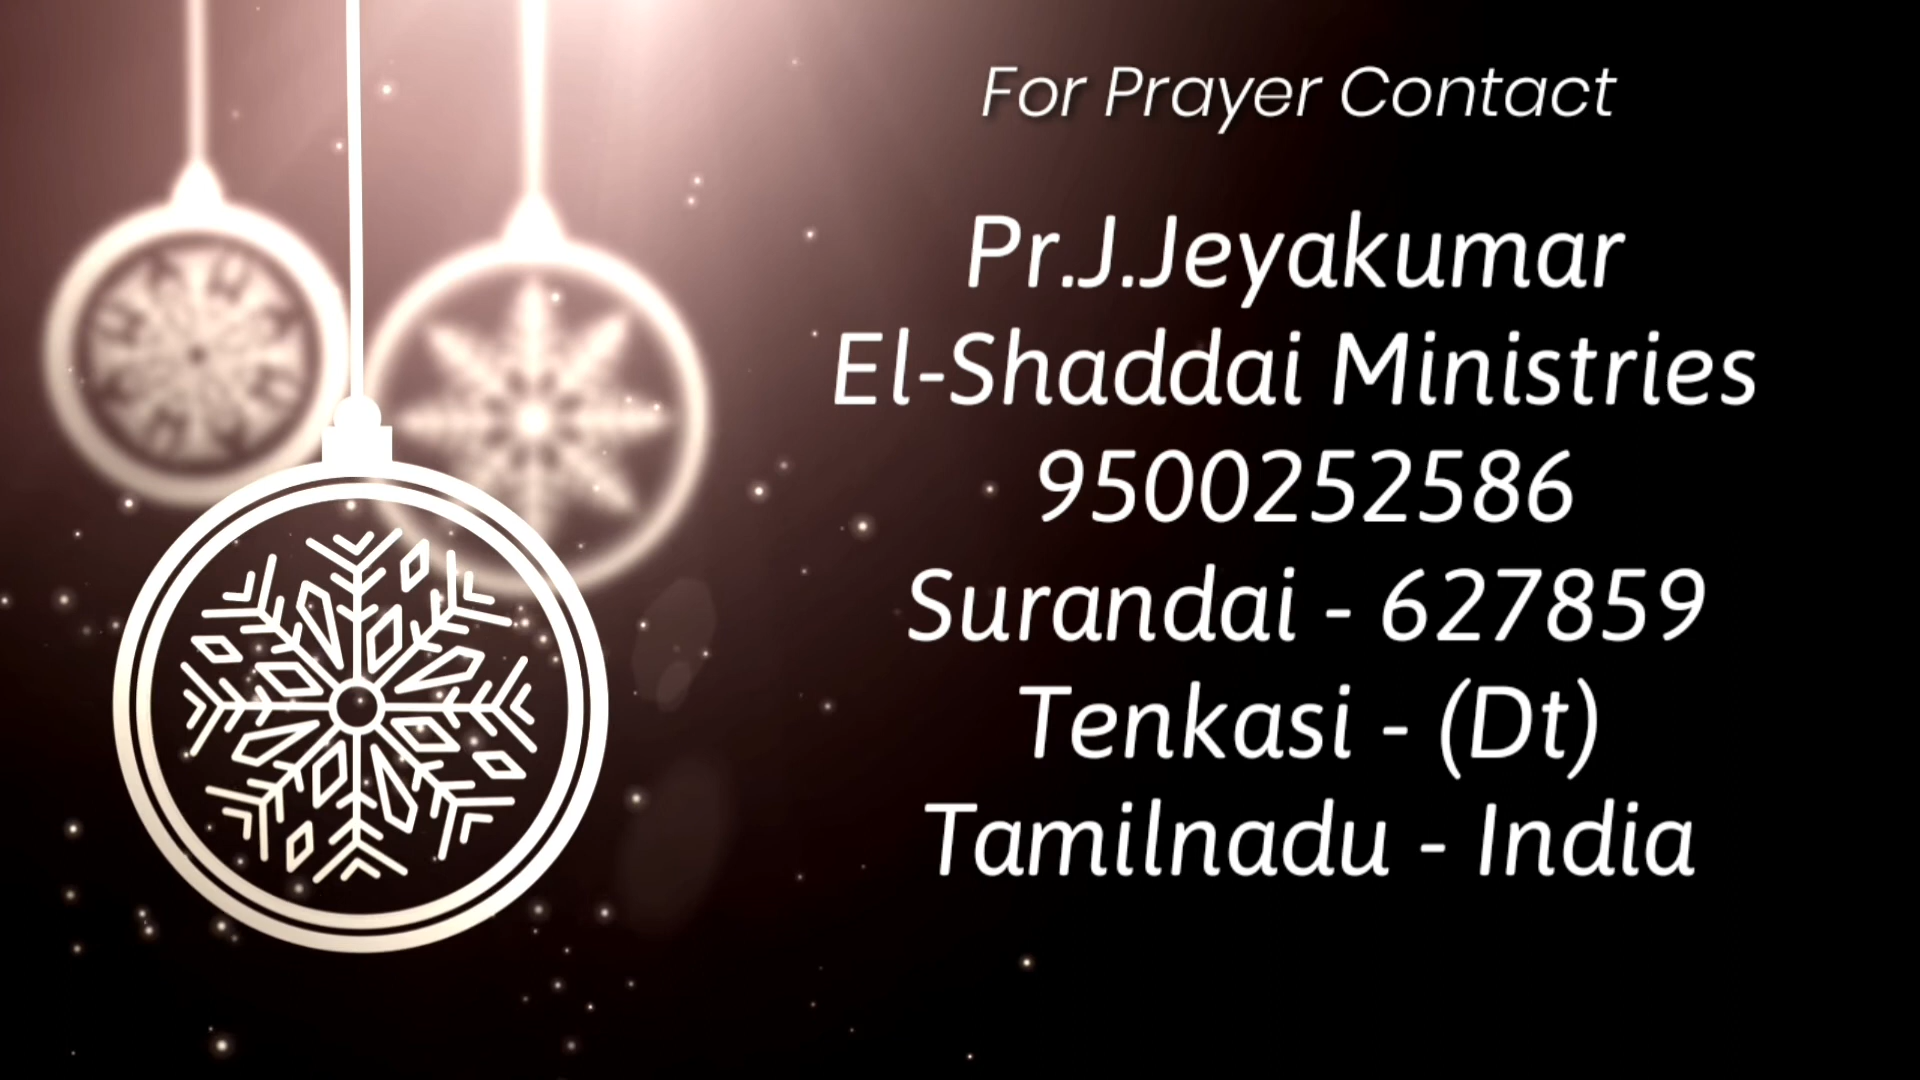 For Prayer Contact
Pr.J.Jeyakumar
El-Shaddai Ministries
9500252586
Surandai - 627859
Tenkasi - (Dt)
Tamilnadu - India